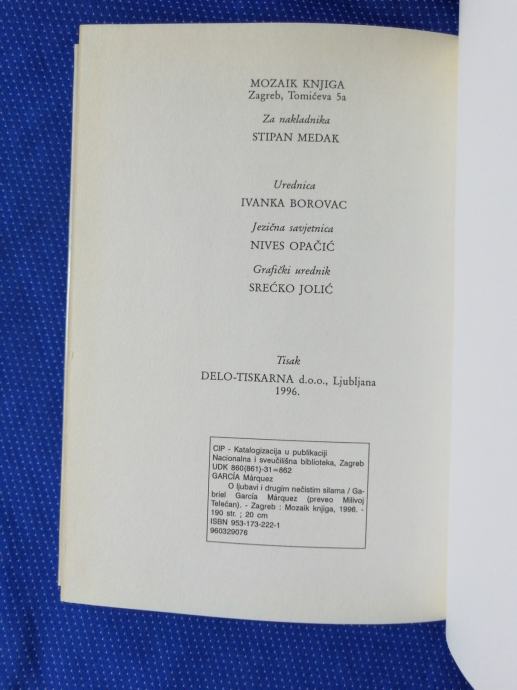 MOZAIK KNJIGA
Zagreb, Tomićeva 5a
Za nakladnika
STIPAN MEDAK
Urednica
IVANKA BOROVAC
Jezična savjetnica
NIVES OPAČIĆ
Grafički urednik
SREĆKO JOLIĆ
Tisak
DELO-TISKARNA d.o.o., Ljubljana
1996.
CIP - Katalogizacija u publikaciji
Nacionalna i sveučilišna biblioteka, Zagreb
UDK 860(861)-31=862
GARCÍA Márquez
O ljubavi i drugim nečistim silama / Ga-
briel García Márquez (preveo Milivoj
Telećan). - Zagreb : Mozaik knjiga, 1996. -
190 str. ; 20 cm
ISBN 953-173-222-1
960329076